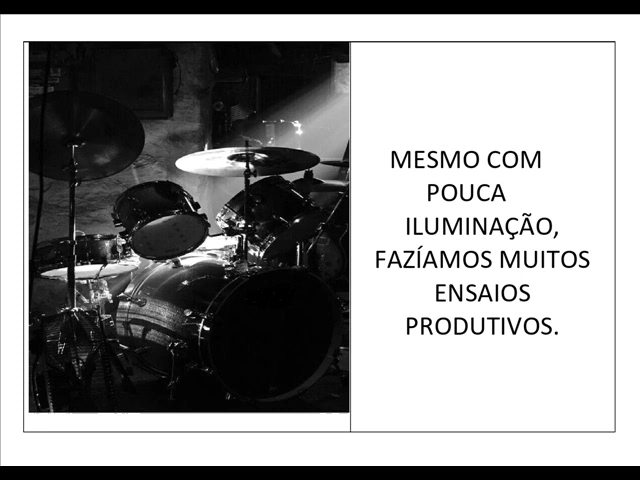 MESMO COM
POUCA
ILUMINAÇÃO,
FAZÍAMOS MUITOS
ENSAIOS
PRODUTIVOS.